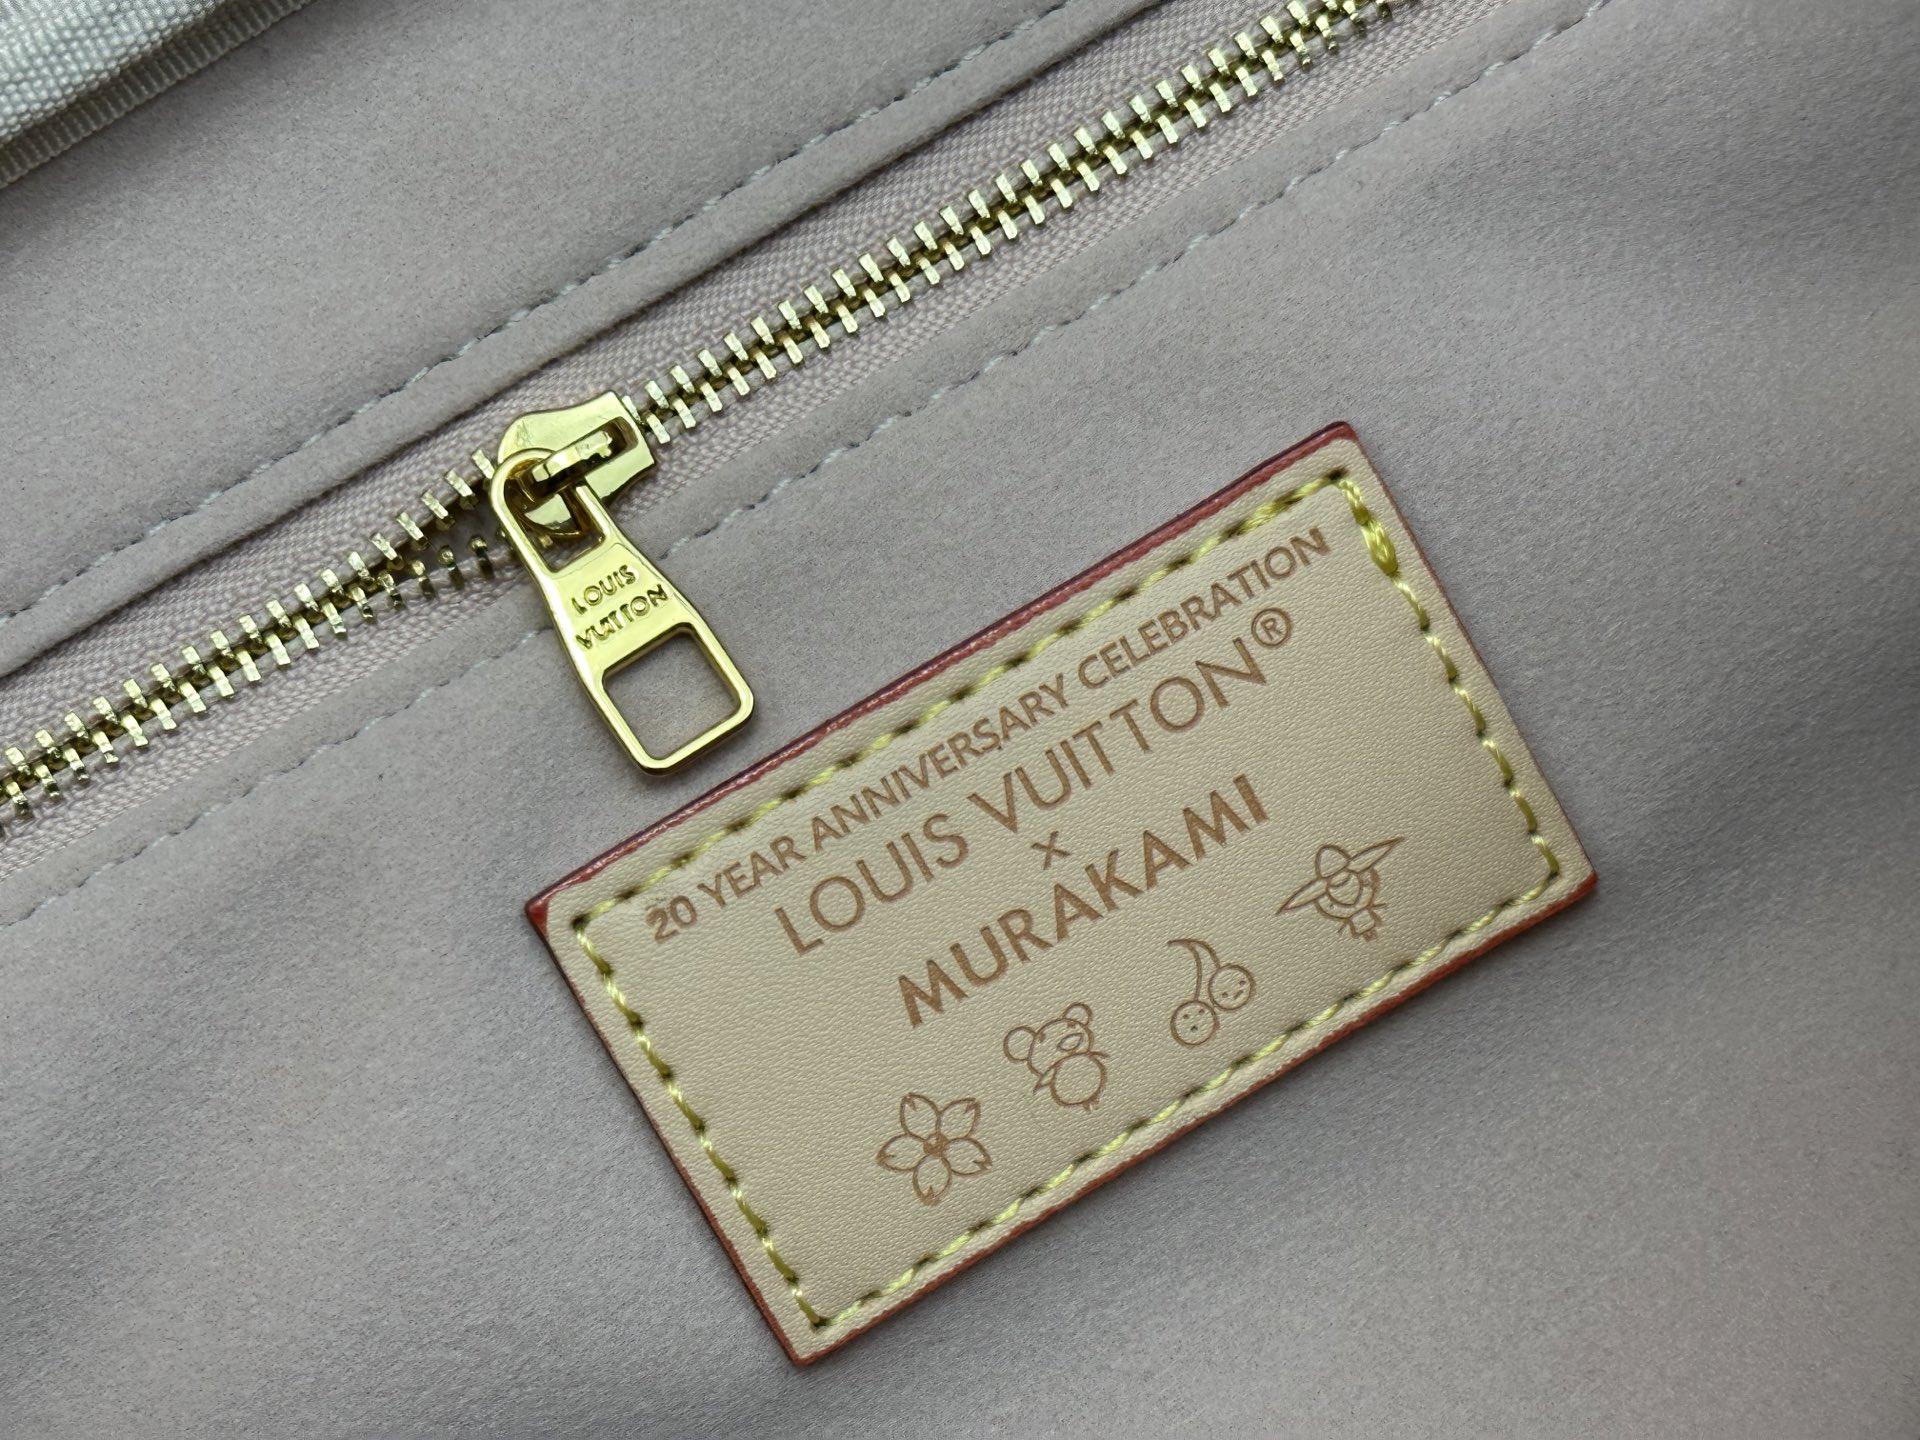 LOUIS
VUITTON
20 YEAR ANNIVERSARY CELEBRATION
LOUIS VUITTON®
×
MURAKAMI